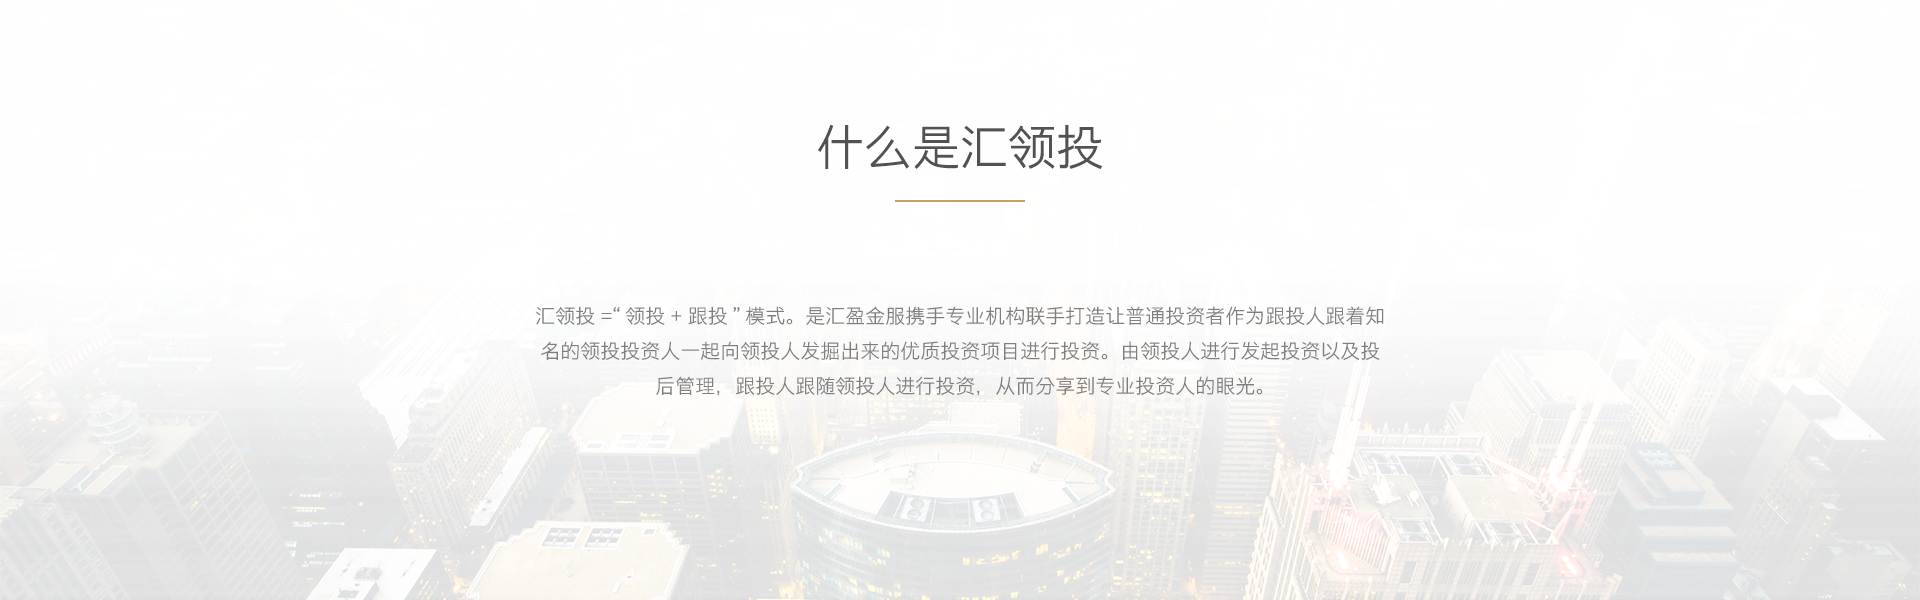 什么是汇领投
汇领投 =“ 领投 + 跟投 ” 模式。是汇盈金服携手专业机构联手打造让普通投资者作为跟投人跟着知
名的领投投资人一起向领投人发掘出来的优质投资项目进行投资。由领投人进行发起投资以及投
后管理，跟投人跟随领投人进行投资，从而分享到专业投资人的眼光。